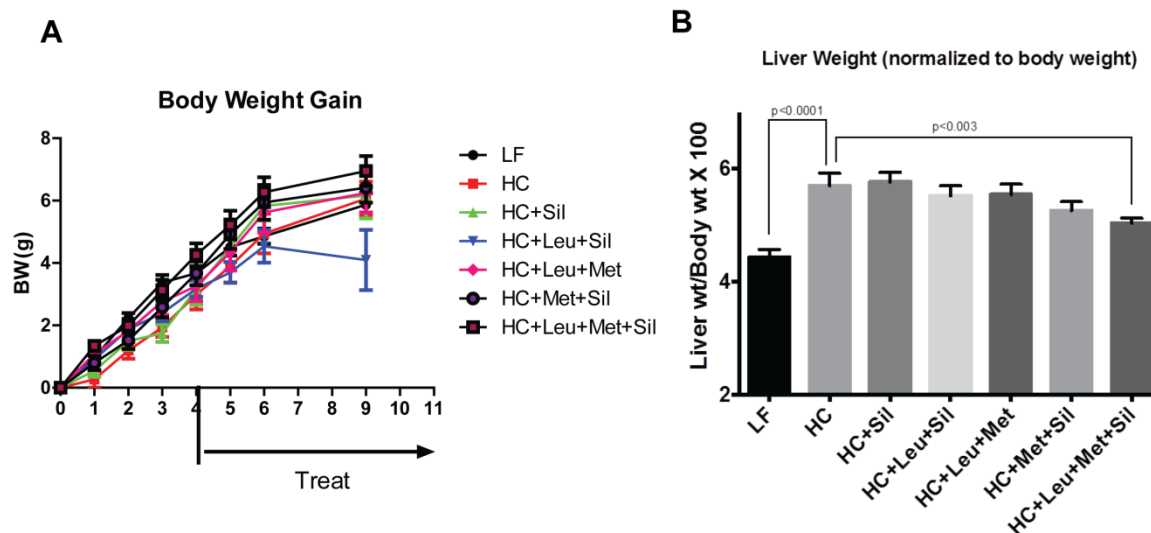 A
Body Weight Gain
BW(g)
8
6
4
2
0
0 1 2 3 4 5 6 7 8 9 10 11
Treat
LF
HC
HC+Sil
HC+Leu+Sil
HC+Leu+Met
HC+Met+Sil
HC+Leu+Met+Sil
B
Liver Weight (normalized to body weight)
p<0.0001
p<0.003
Liver wt/Body wt X 100
6
4
2
LF
HC
HC+Sil
HC+Leu+Sil
HC+Leu+Met
HC+Met+Sil
HC+Leu+Met+Sil